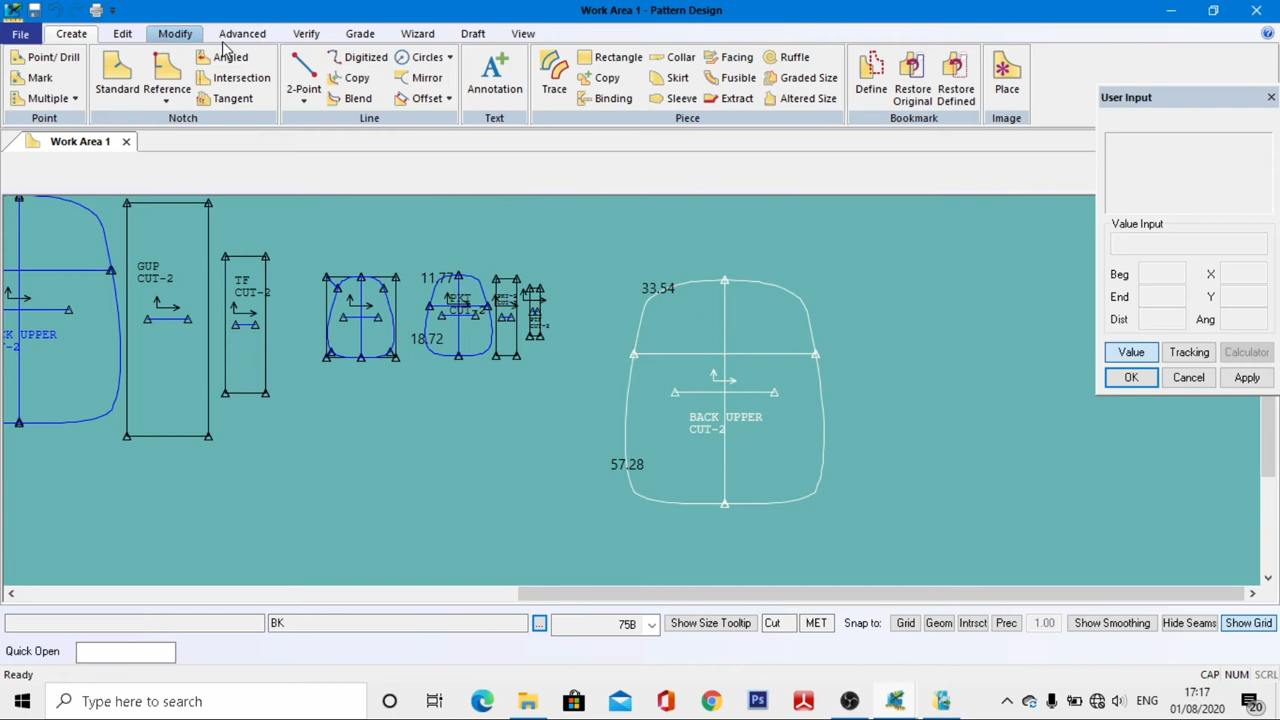 Work Area 1 - Pattern Design
File Create Edit Modify Advanced Verify Grade Wizard Draft View
Point/ Drill Angled Digitized Circles Rectangle Collar Facing Ruffle
Mark Standard Reference Intersection 2-Point Copy Mirror Annotation Trace Copy Skirt Fusible Graded Size Define Restore Original Restore Defined Place
Multiple Tangent Blend Offset Binding Sleeve Extract Altered Size
Point Notch Line Text Piece Bookmark Image
User Input
Work Area 1
Value Input
Beg X
End Y
Dist Ang
Value Tracking Calculator
OK Cancel Apply
GUP
CUT-2
TF
CUT-2
11.77
PKT
CUT-2
18.72
CK UPPER
33.54
BACK UPPER
CUT-2
57.28
BK ... 75B Show Size Tooltip Cut MET Snap to: Grid Geom Intrsct Prec 1.00 Show Smoothing Hide Seams Show Grid
Quick Open
Ready CAP NUM SCRL
Type here to search
ENG
17:17
01/08/2020
20